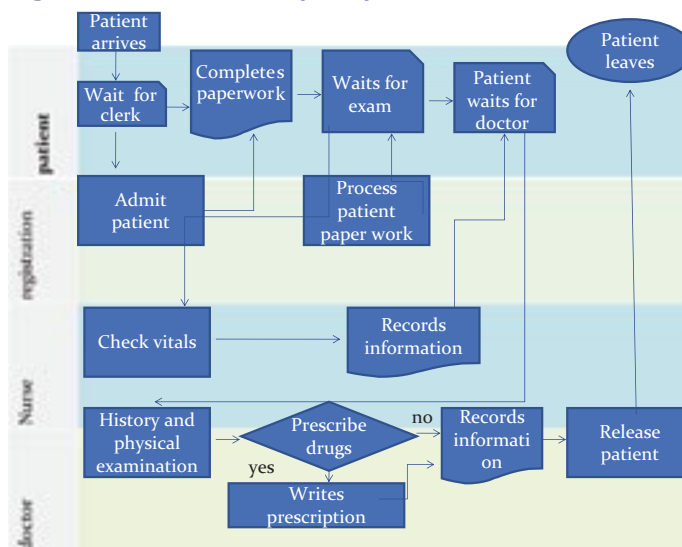 Patient
arrives
Patient
leaves
Wait for
clerk
Completes
paperwork
Waits for
exam
Patient
waits for
doctor
patient
Admit
patient
Process
patient
paper work
registration
Check vitals
Records
information
Nurse
History and
physical
examination
Prescribe
drugs
no
yes
Records
informati
on
Release
patient
Writes
prescription
doctor